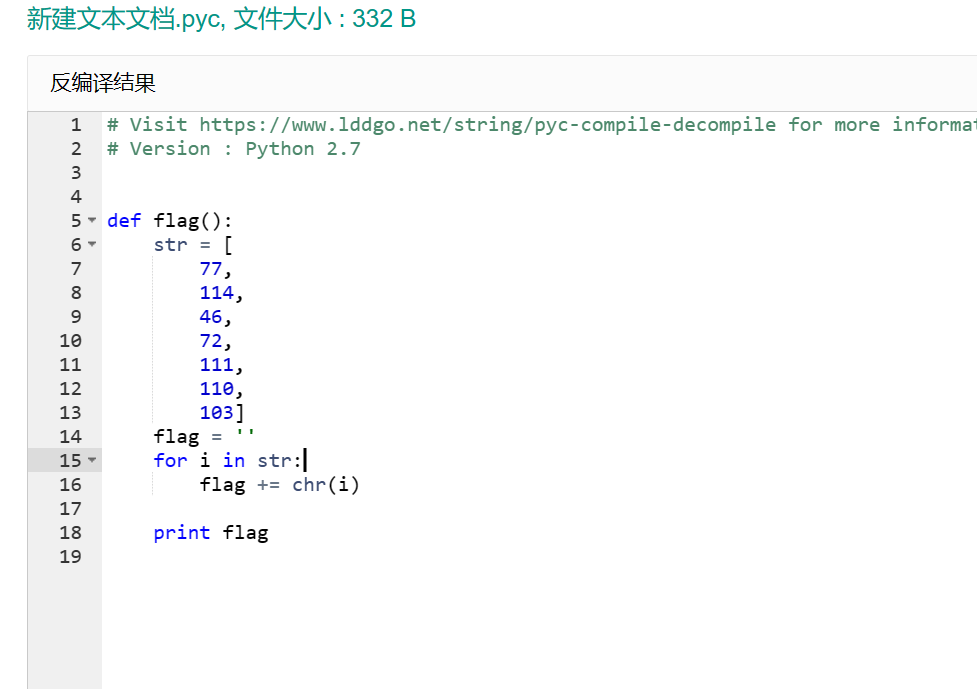 新建文本文档.pyc, 文件大小 : 332 B
反编译结果
1 # Visit https://www.lddgo.net/string/pyc-compile-decompile for more informat
2 # Version : Python 2.7
3
4
5 def flag():
6 str = [
7 77,
8 114,
9 46,
10 72,
11 111,
12 110,
13 103]
14 flag = ''
15 for i in str:
16 flag += chr(i)
17
18 print flag
19